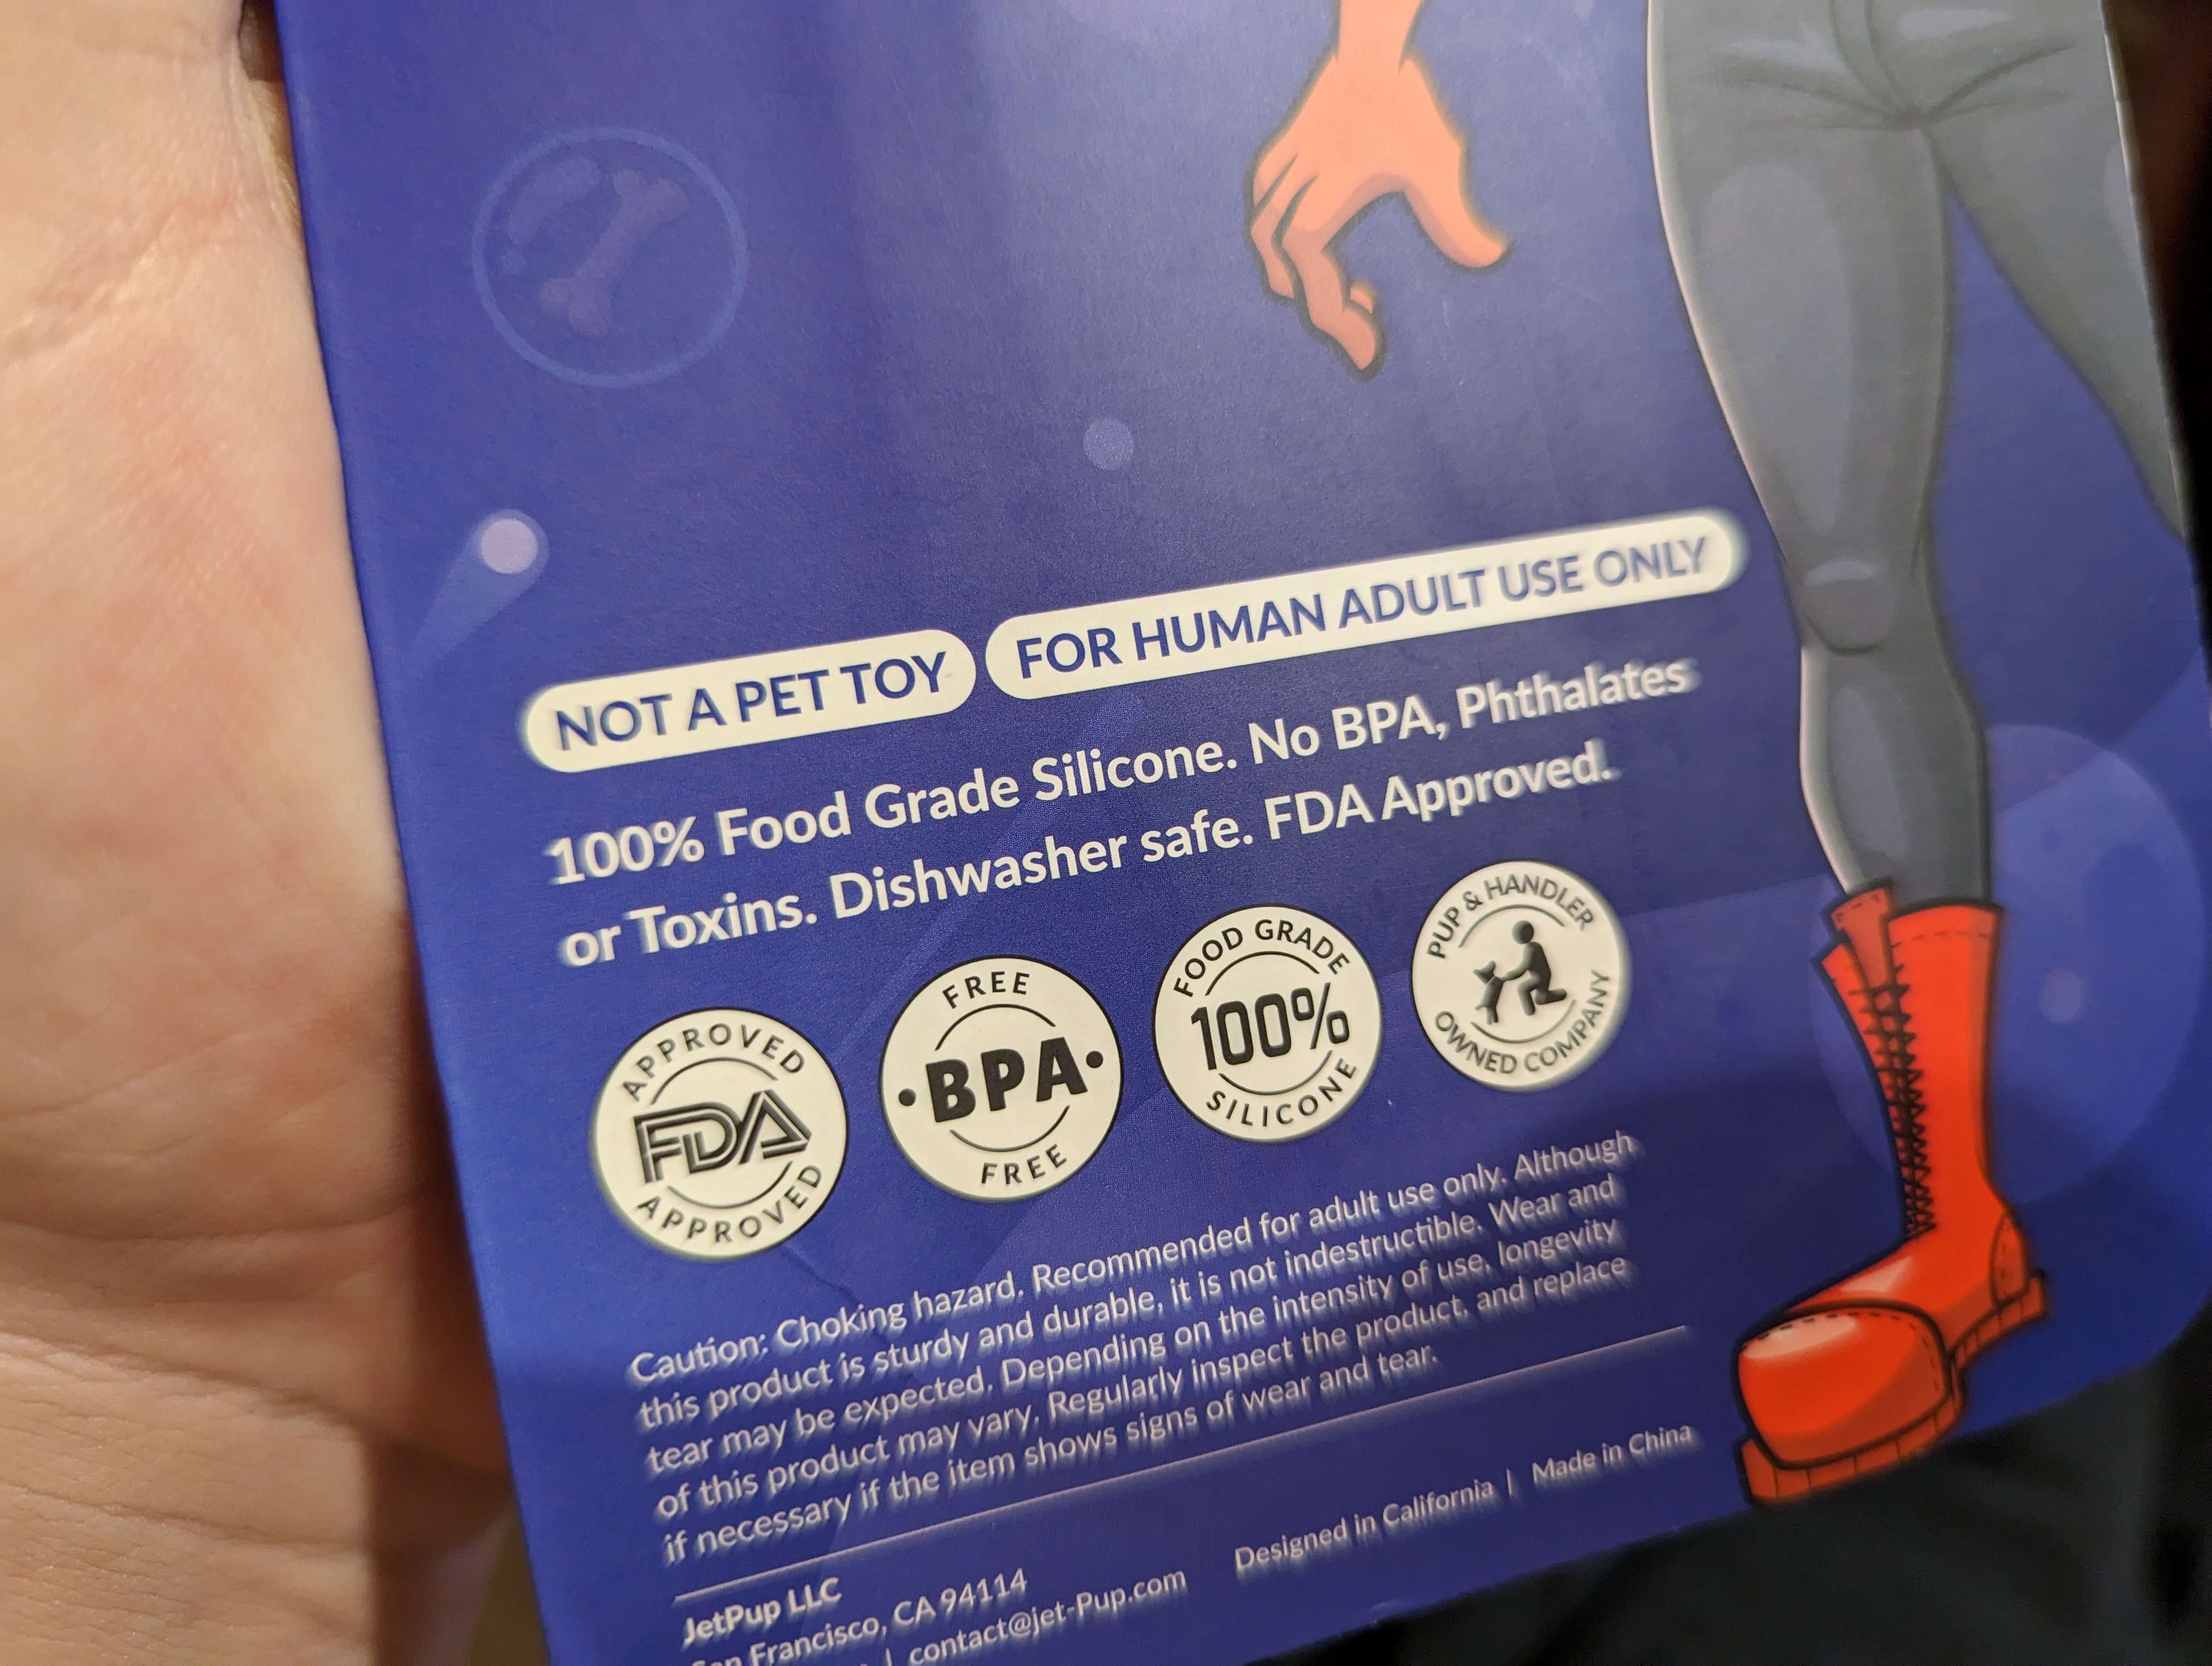 NOT A PET TOY FOR HUMAN ADULT USE ONLY
100% Food Grade Silicone. No BPA, Phthalates
or Toxins. Dishwasher safe. FDA Approved.
APPROVED
FDA
APPROVED
FREE
•BPA•
FREE
FOOD GRADE
100%
SILICONE
PUP & HANDLER
OWNED COMPANY
Caution: Choking hazard. Recommended for adult use only. Although
this product is sturdy and durable, it is not indestructible. Wear and
tear may be expected. Depending on the intensity of use, longevity
of this product may vary. Regularly inspect the product, and replace
if necessary if the item shows signs of wear and tear.
JetPup LLC
San Francisco, CA 94114
| contact@jet-Pup.com
Designed in California | Made in China